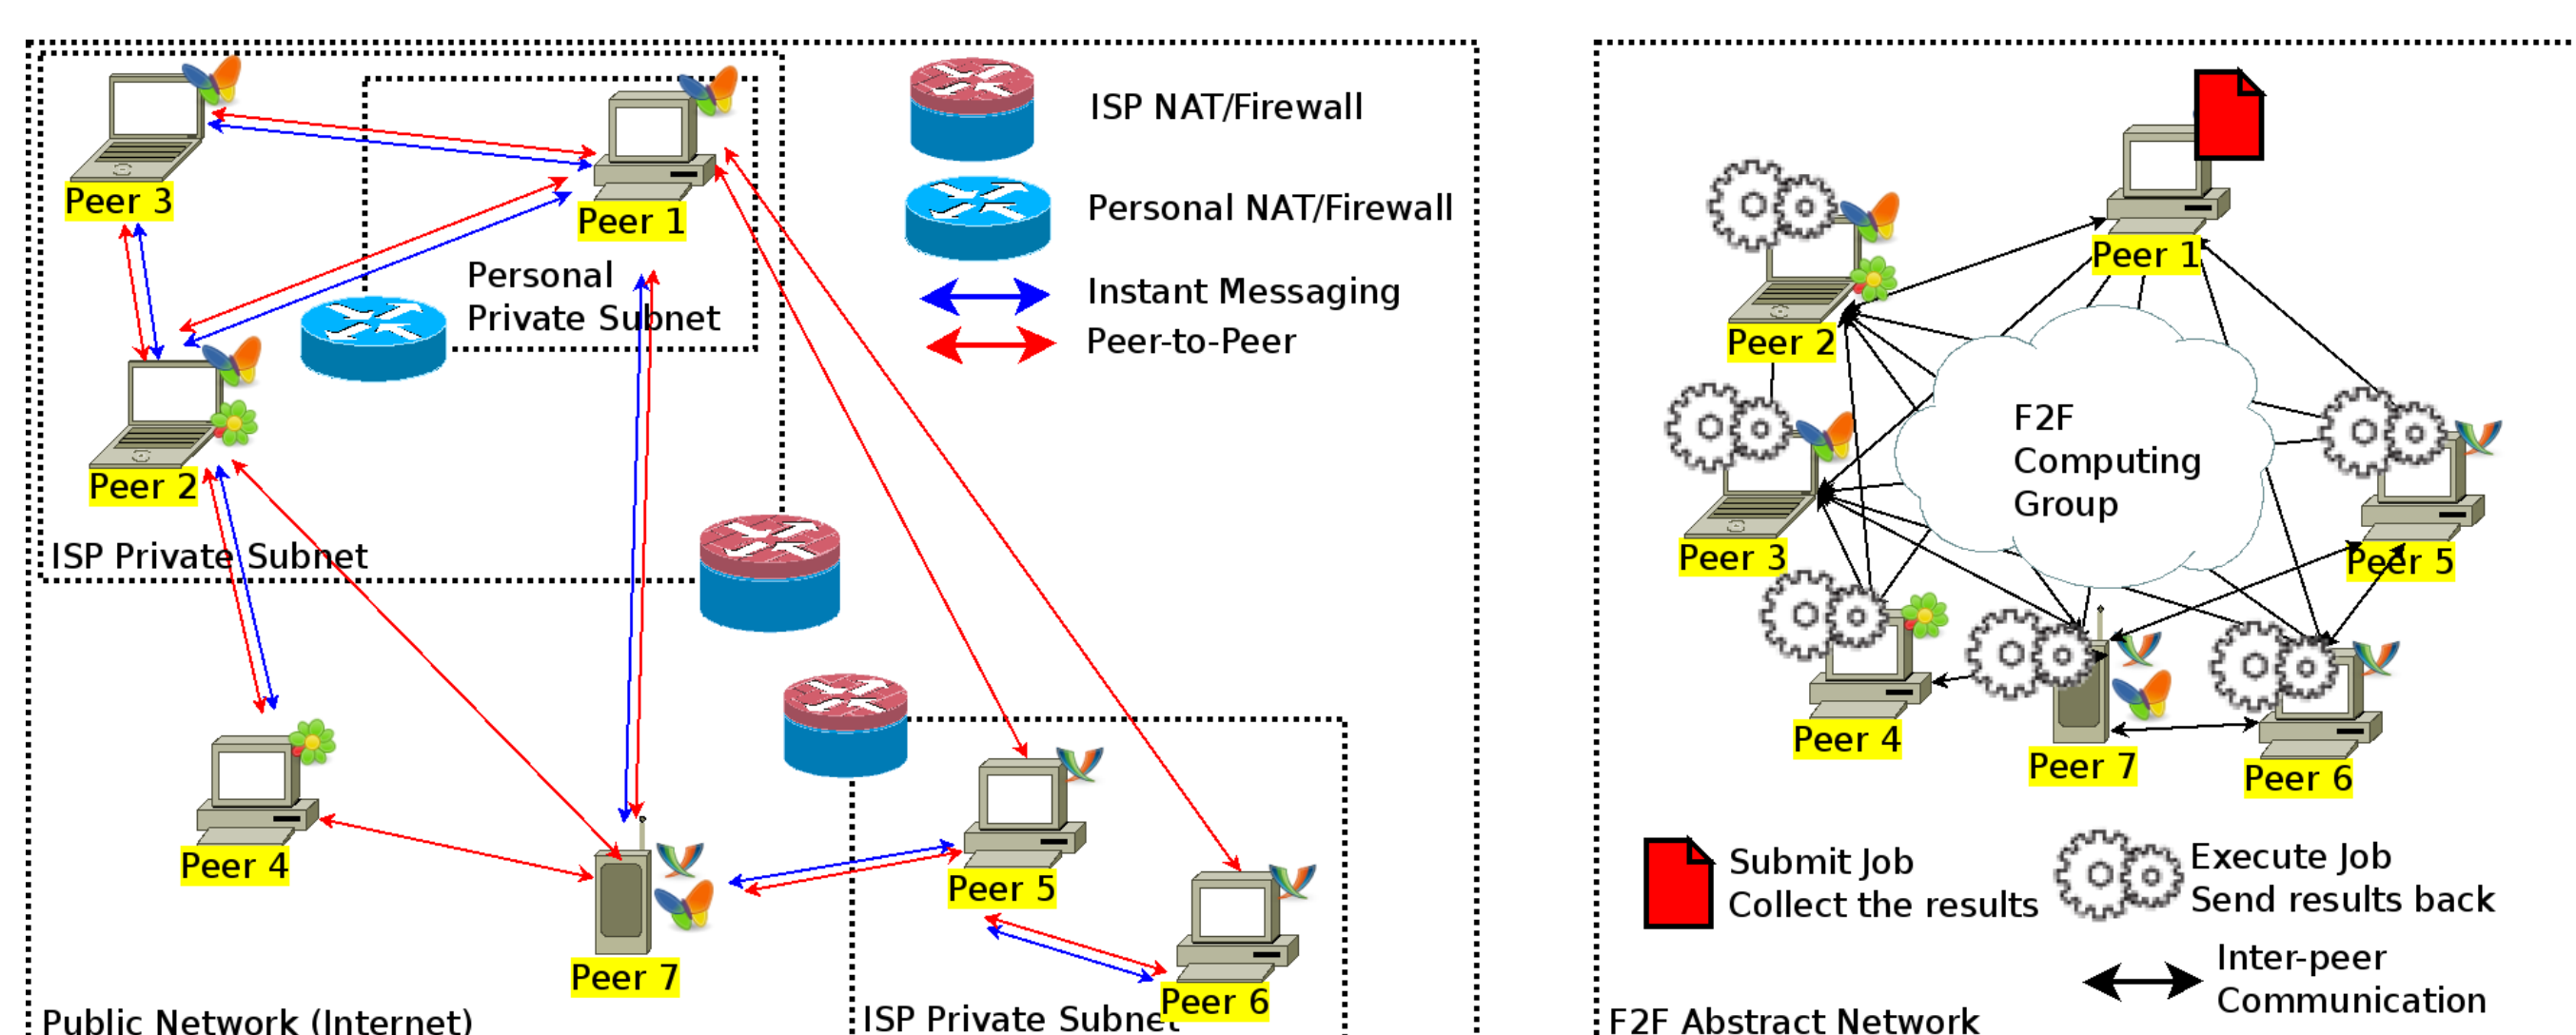 Peer 3
Peer 1
Personal
Private Subnet
Peer 2
ISP Private Subnet
Peer 4
Peer 7
Peer 5
Peer 6
Public Network (Internet)
ISP Private Subnet
ISP NAT/Firewall
Personal NAT/Firewall
Instant Messaging
Peer-to-Peer
Peer 1
Peer 2
F2F
Computing
Group
Peer 3
Peer 5
Peer 4
Peer 7
Peer 6
Submit Job
Collect the results
Execute Job
Send results back
Inter-peer
Communication
F2F Abstract Network